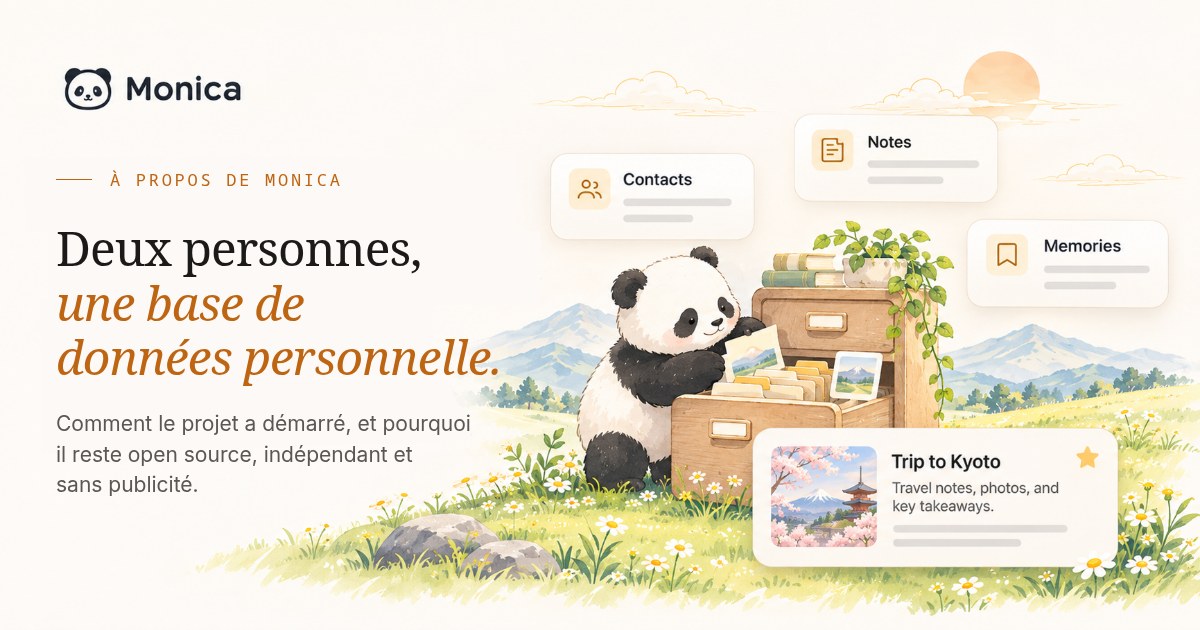 Monica
À PROPOS DE MONICA
Deux personnes,
une base de
données personnelle.
Comment le projet a démarré, et pourquoi
il reste open source, indépendant et
sans publicité.
Contacts
Notes
Memories
Trip to Kyoto
Travel notes, photos, and
key takeaways.